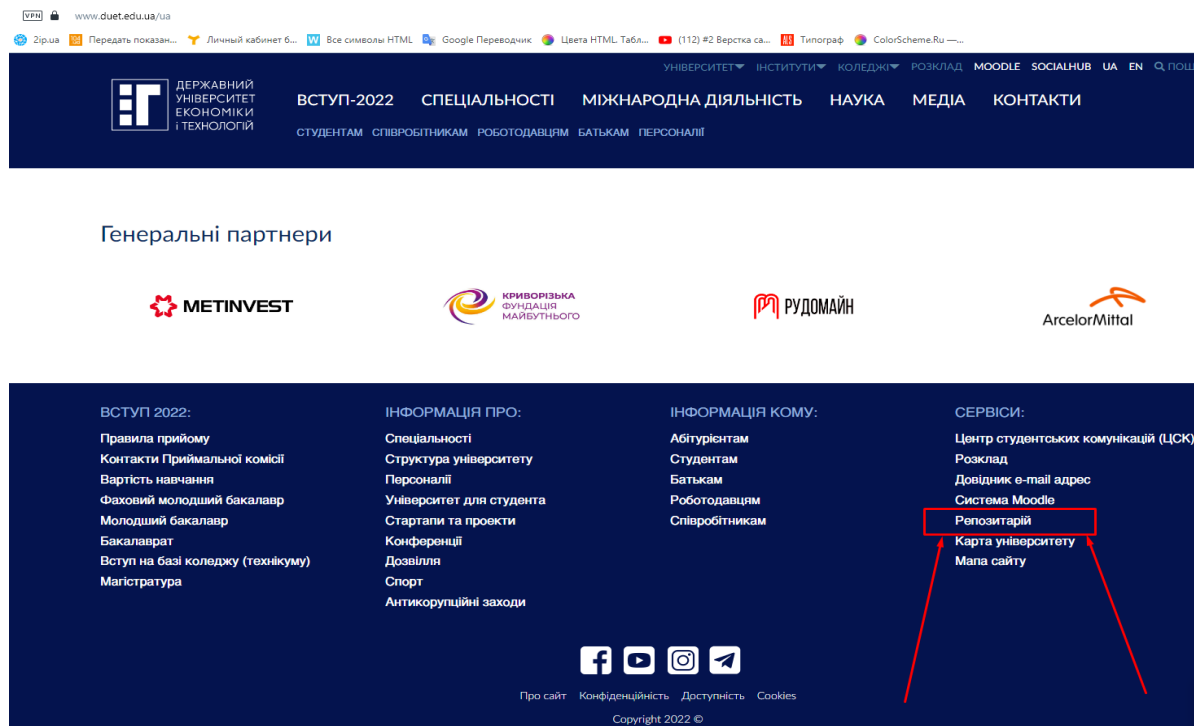 VPN www.duet.edu.ua/ua
2ip.ua Передать показан... Личный кабинет б... Все символы HTML Google Переводчик Цвета HTML. Табл... (112) #2 Верстка са... Типограф ColorScheme.Ru —...
УНІВЕРСИТЕТ ІНСТИТУТИ КОЛЕДЖІ РОЗКЛАД MOODLE SOCIALHUB UA EN ПОШ
ДЕРЖАВНИЙ
УНІВЕРСИТЕТ
ЕКОНОМІКИ
І ТЕХНОЛОГІЙ
ВСТУП-2022 СПЕЦІАЛЬНОСТІ МІЖНАРОДНА ДІЯЛЬНІСТЬ НАУКА МЕДІА КОНТАКТИ
СТУДЕНТАМ СПІВРОБІТНИКАМ РОБОТОДАВЦЯМ БАТЬКАМ ПЕРСОНАЛІЇ
Генеральні партнери
METINVEST
КРИВОРІЗЬКА
ФУНДАЦІЯ
МАЙБУТНЬОГО
РУДОМАЙН
ArcelorMittal
ВСТУП 2022:
Правила прийому
Контакти Приймальної комісії
Вартість навчання
Фаховий молодший бакалавр
Молодший бакалавр
Бакалаврат
Вступ на базі коледжу (технікуму)
Магістратура
ІНФОРМАЦІЯ ПРО:
Спеціальності
Структура університету
Персоналії
Університет для студента
Стартапи та проекти
Конференції
Дозвілля
Спорт
Антикорупційні заходи
ІНФОРМАЦІЯ КОМУ:
Абітурієнтам
Студентам
Батькам
Роботодавцям
Співробітникам
СЕРВІСИ:
Центр студентських комунікацій (ЦСК)
Розклад
Довідник e-mail адрес
Система Moodle
Репозитарій
Карта університету
Мапа сайту
Про сайт Конфіденційність Доступність Cookies
Copyright 2022 ©